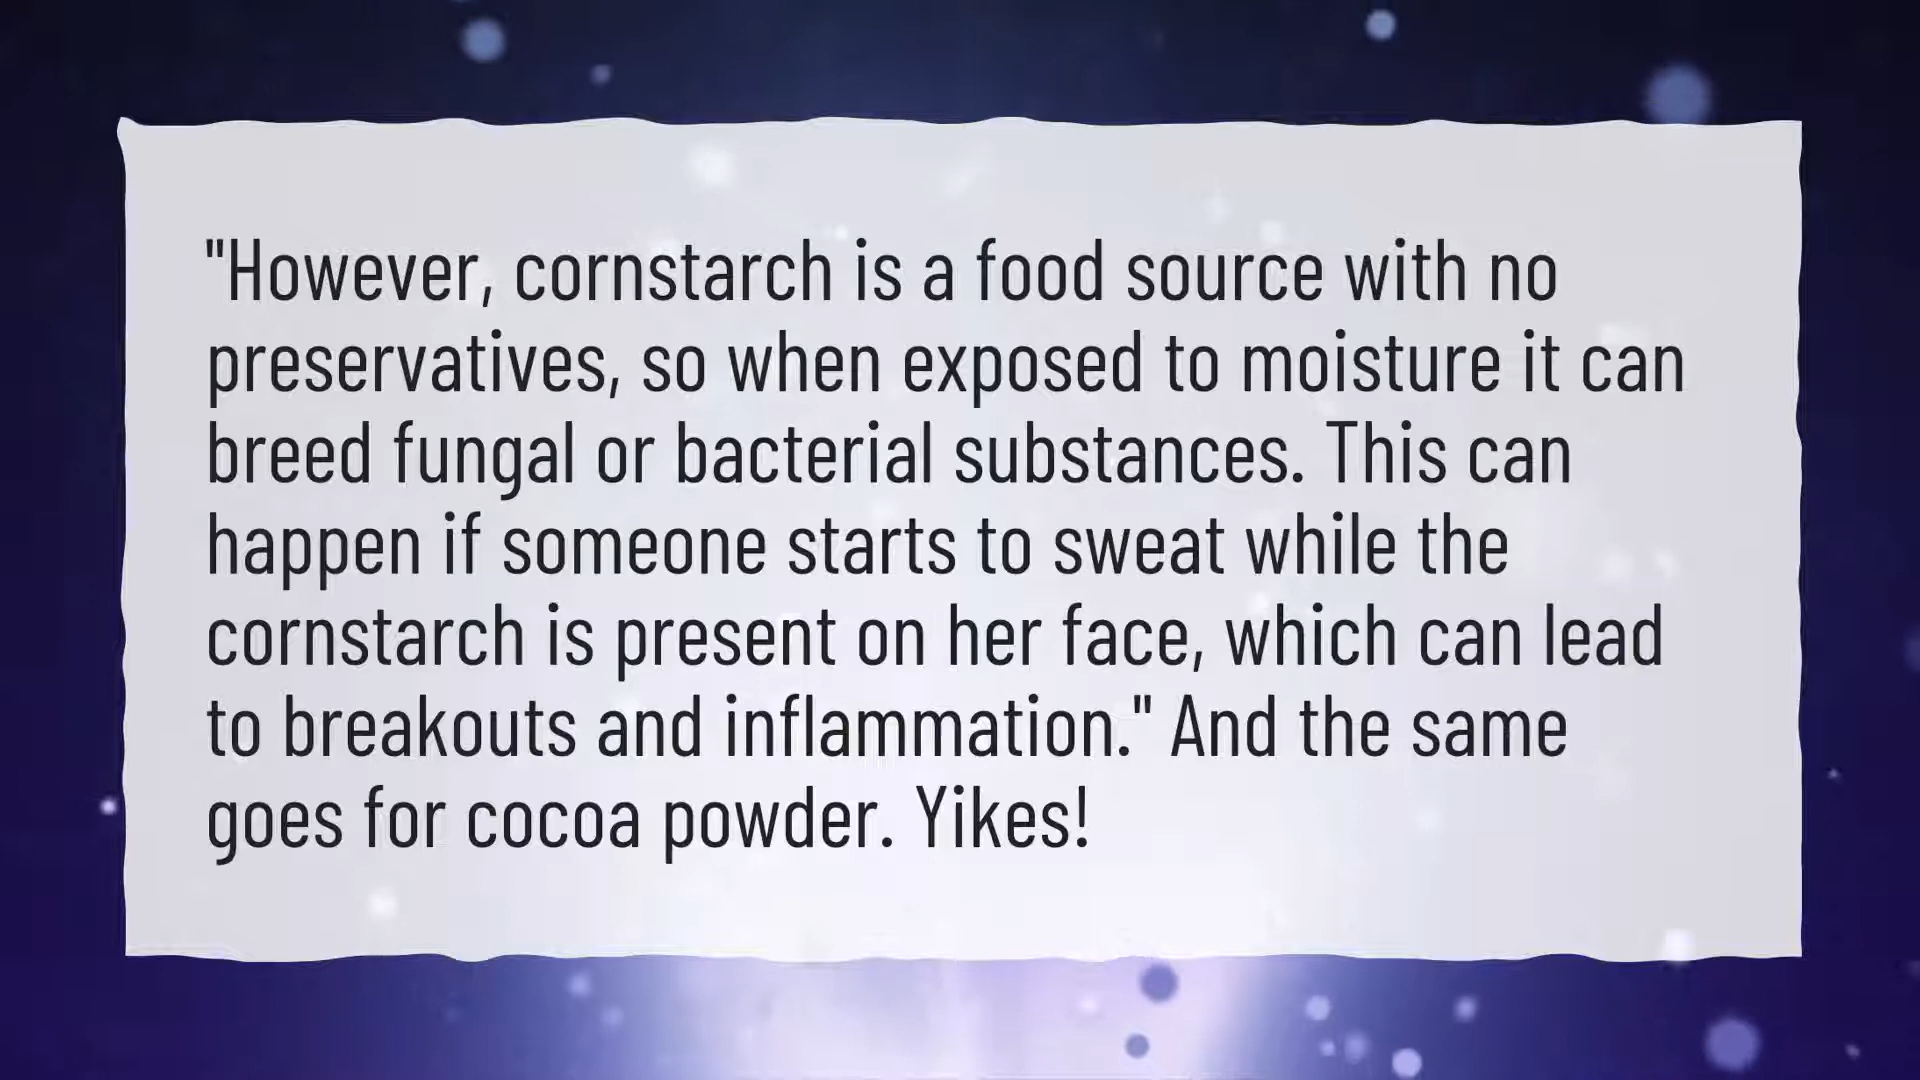 "However, cornstarch is a food source with no
preservatives, so when exposed to moisture it can
breed fungal or bacterial substances. This can
happen if someone starts to sweat while the
cornstarch is present on her face, which can lead
to breakouts and inflammation." And the same
goes for cocoa powder. Yikes!